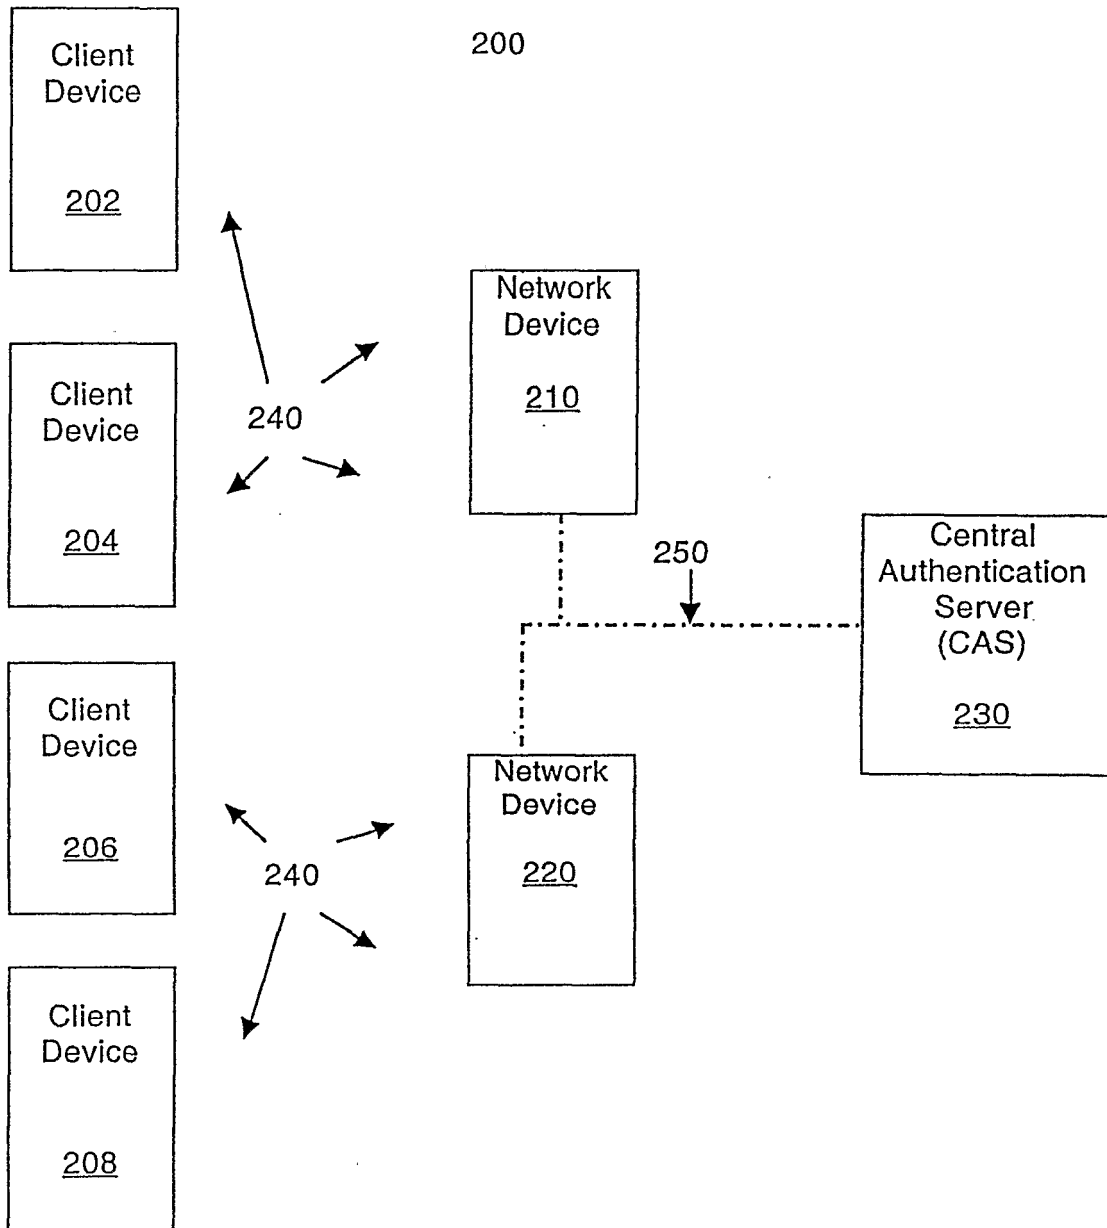 200
Client
Device
202
Client
Device
204
Client
Device
206
Client
Device
208
240
240
Network
Device
210
Network
Device
220
250
Central
Authentication
Server
(CAS)
230